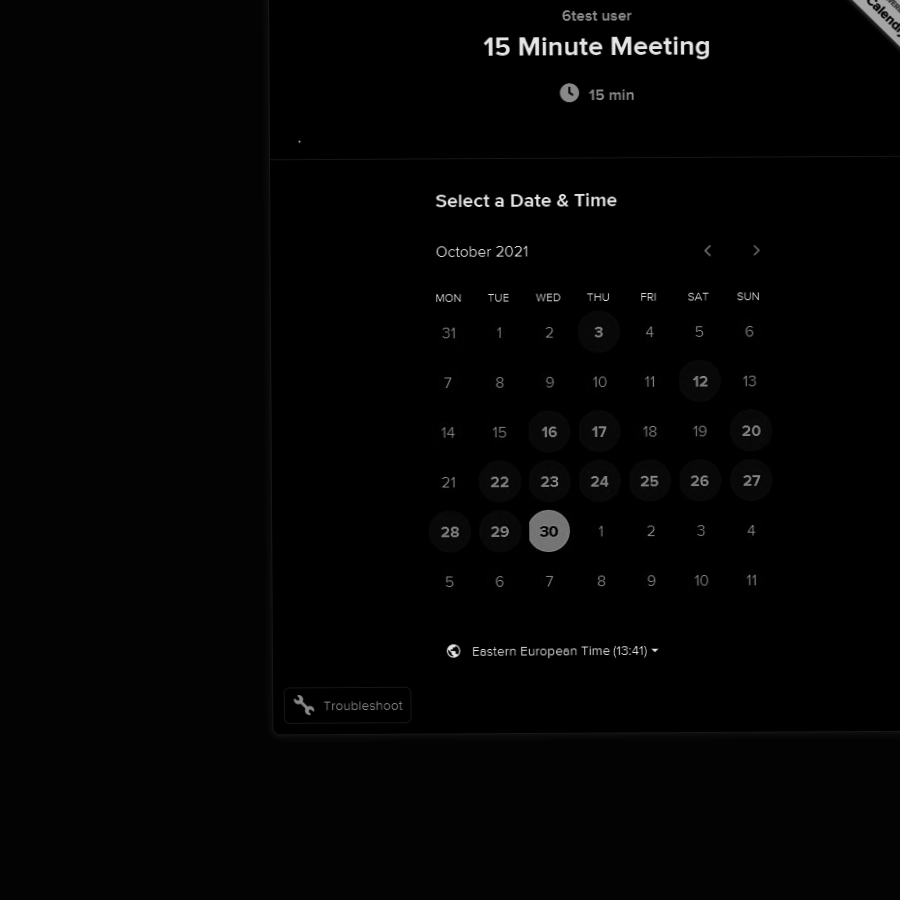 6test user
15 Minute Meeting
15 min
Calendly
Select a Date & Time
October 2021
MON TUE WED THU FRI SAT SUN
31 1 2 3 4 5 6
7 8 9 10 11 12 13
14 15 16 17 18 19 20
21 22 23 24 25 26 27
28 29 30 1 2 3 4
5 6 7 8 9 10 11
Eastern European Time (13:41)
Troubleshoot